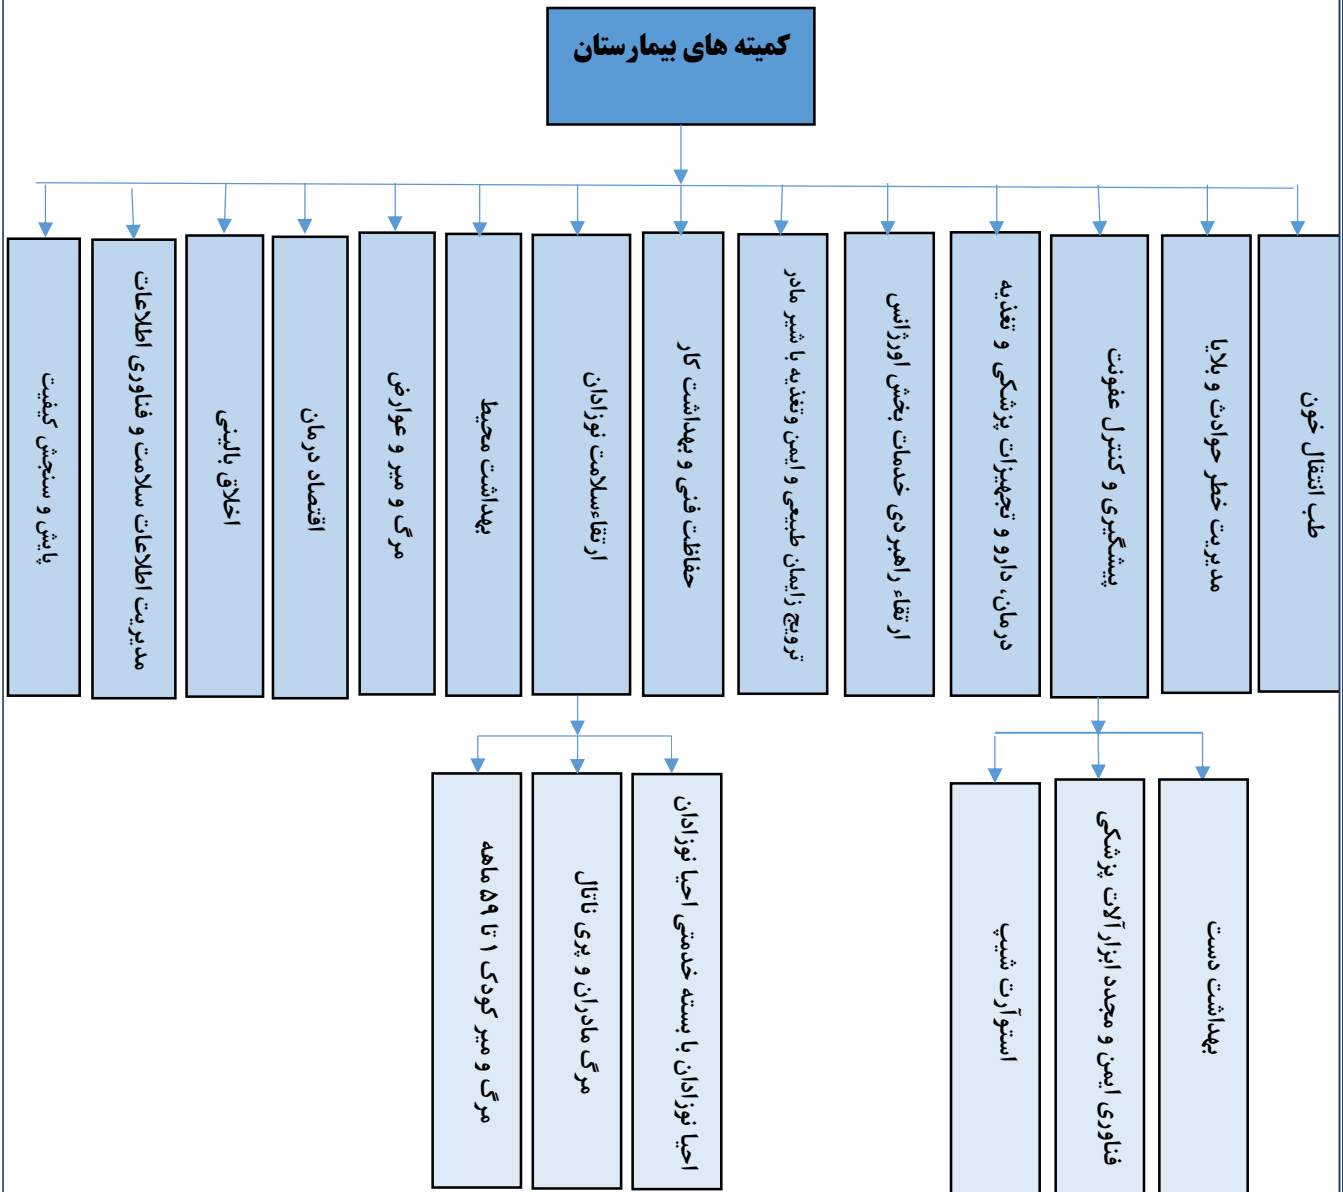 کمیته های بیمارستان
طب انتقال خون
مدیریت خطر حوادث و بلایا
پیشگیری و کنترل عفونت
درمان، دارو و تجهیزات پزشکی و تغذیه
ارتقاء راهبردی خدمات بخش اورژانس
ترویج زایمان طبیعی و ایمن وتغذیه با شیر مادر
حفاظت فنی و بهداشت کار
ارتقاءسلامت نوزادان
بهداشت محیط
مرگ و میر و عوارض
اقتصاد درمان
اخلاق بالینی
مدیریت اطلاعات سلامت و فناوری اطلاعات
پایش و سنجش کیفیت
بهداشت دست
فناوری ایمن و مجدد ابزار آلات پزشکی
استوآرت شیپ
احیا نوزادان با بسته خدمتی احیا نوزادان
مرگ مادران و پری ناتال
مرگ و میر کودک ۱ تا ۵۹ ماهه